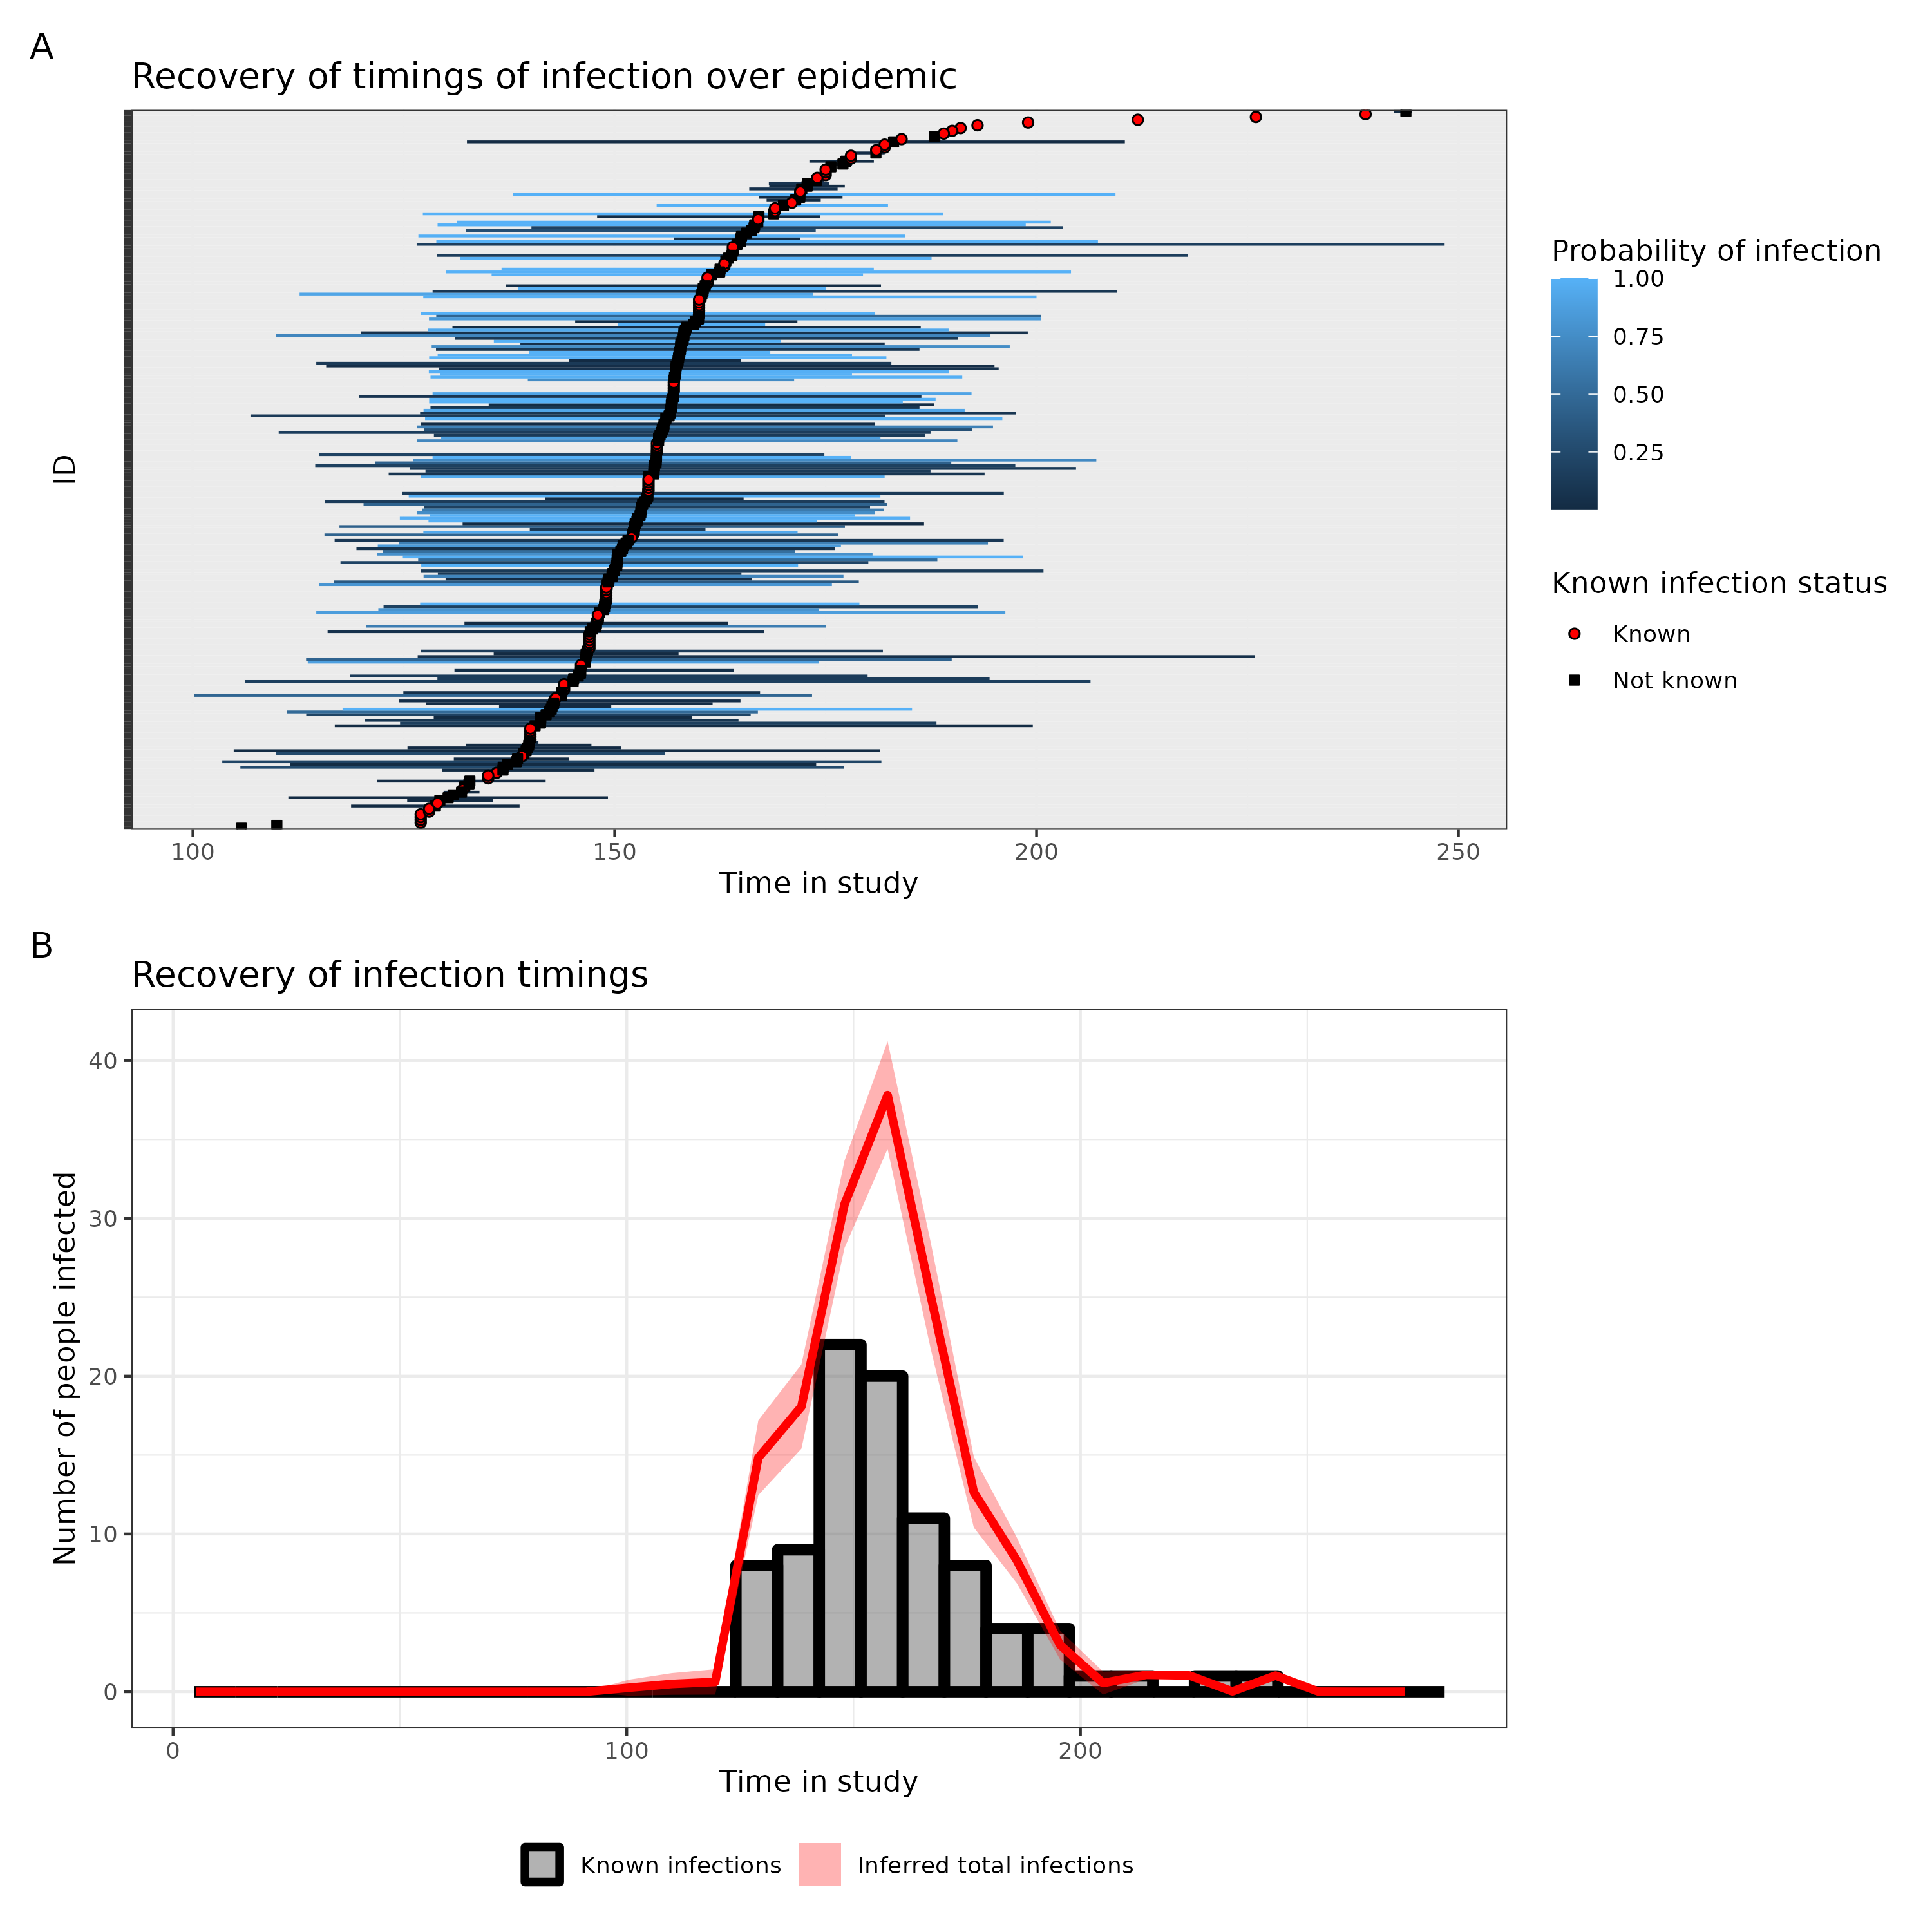 A
Recovery of timings of infection over epidemic
ID
100
150
200
250
Time in study
Probability of infection
1.00
0.75
0.50
0.25
Known infection status
Known
Not known
B
Recovery of infection timings
Number of people infected
40
30
20
10
0
0
100
200
Time in study
Known infections
Inferred total infections